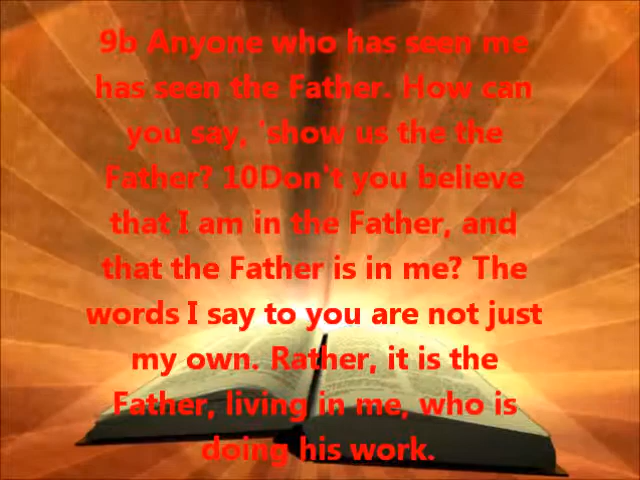 9b Anyone who has seen me
has seen the Father. How can
you say, 'show us the the
Father? 10Don't you believe
that I am in the Father, and
that the Father is in me? The
words I say to you are not just
my own. Rather, it is the
Father, living in me, who is
doing his work.